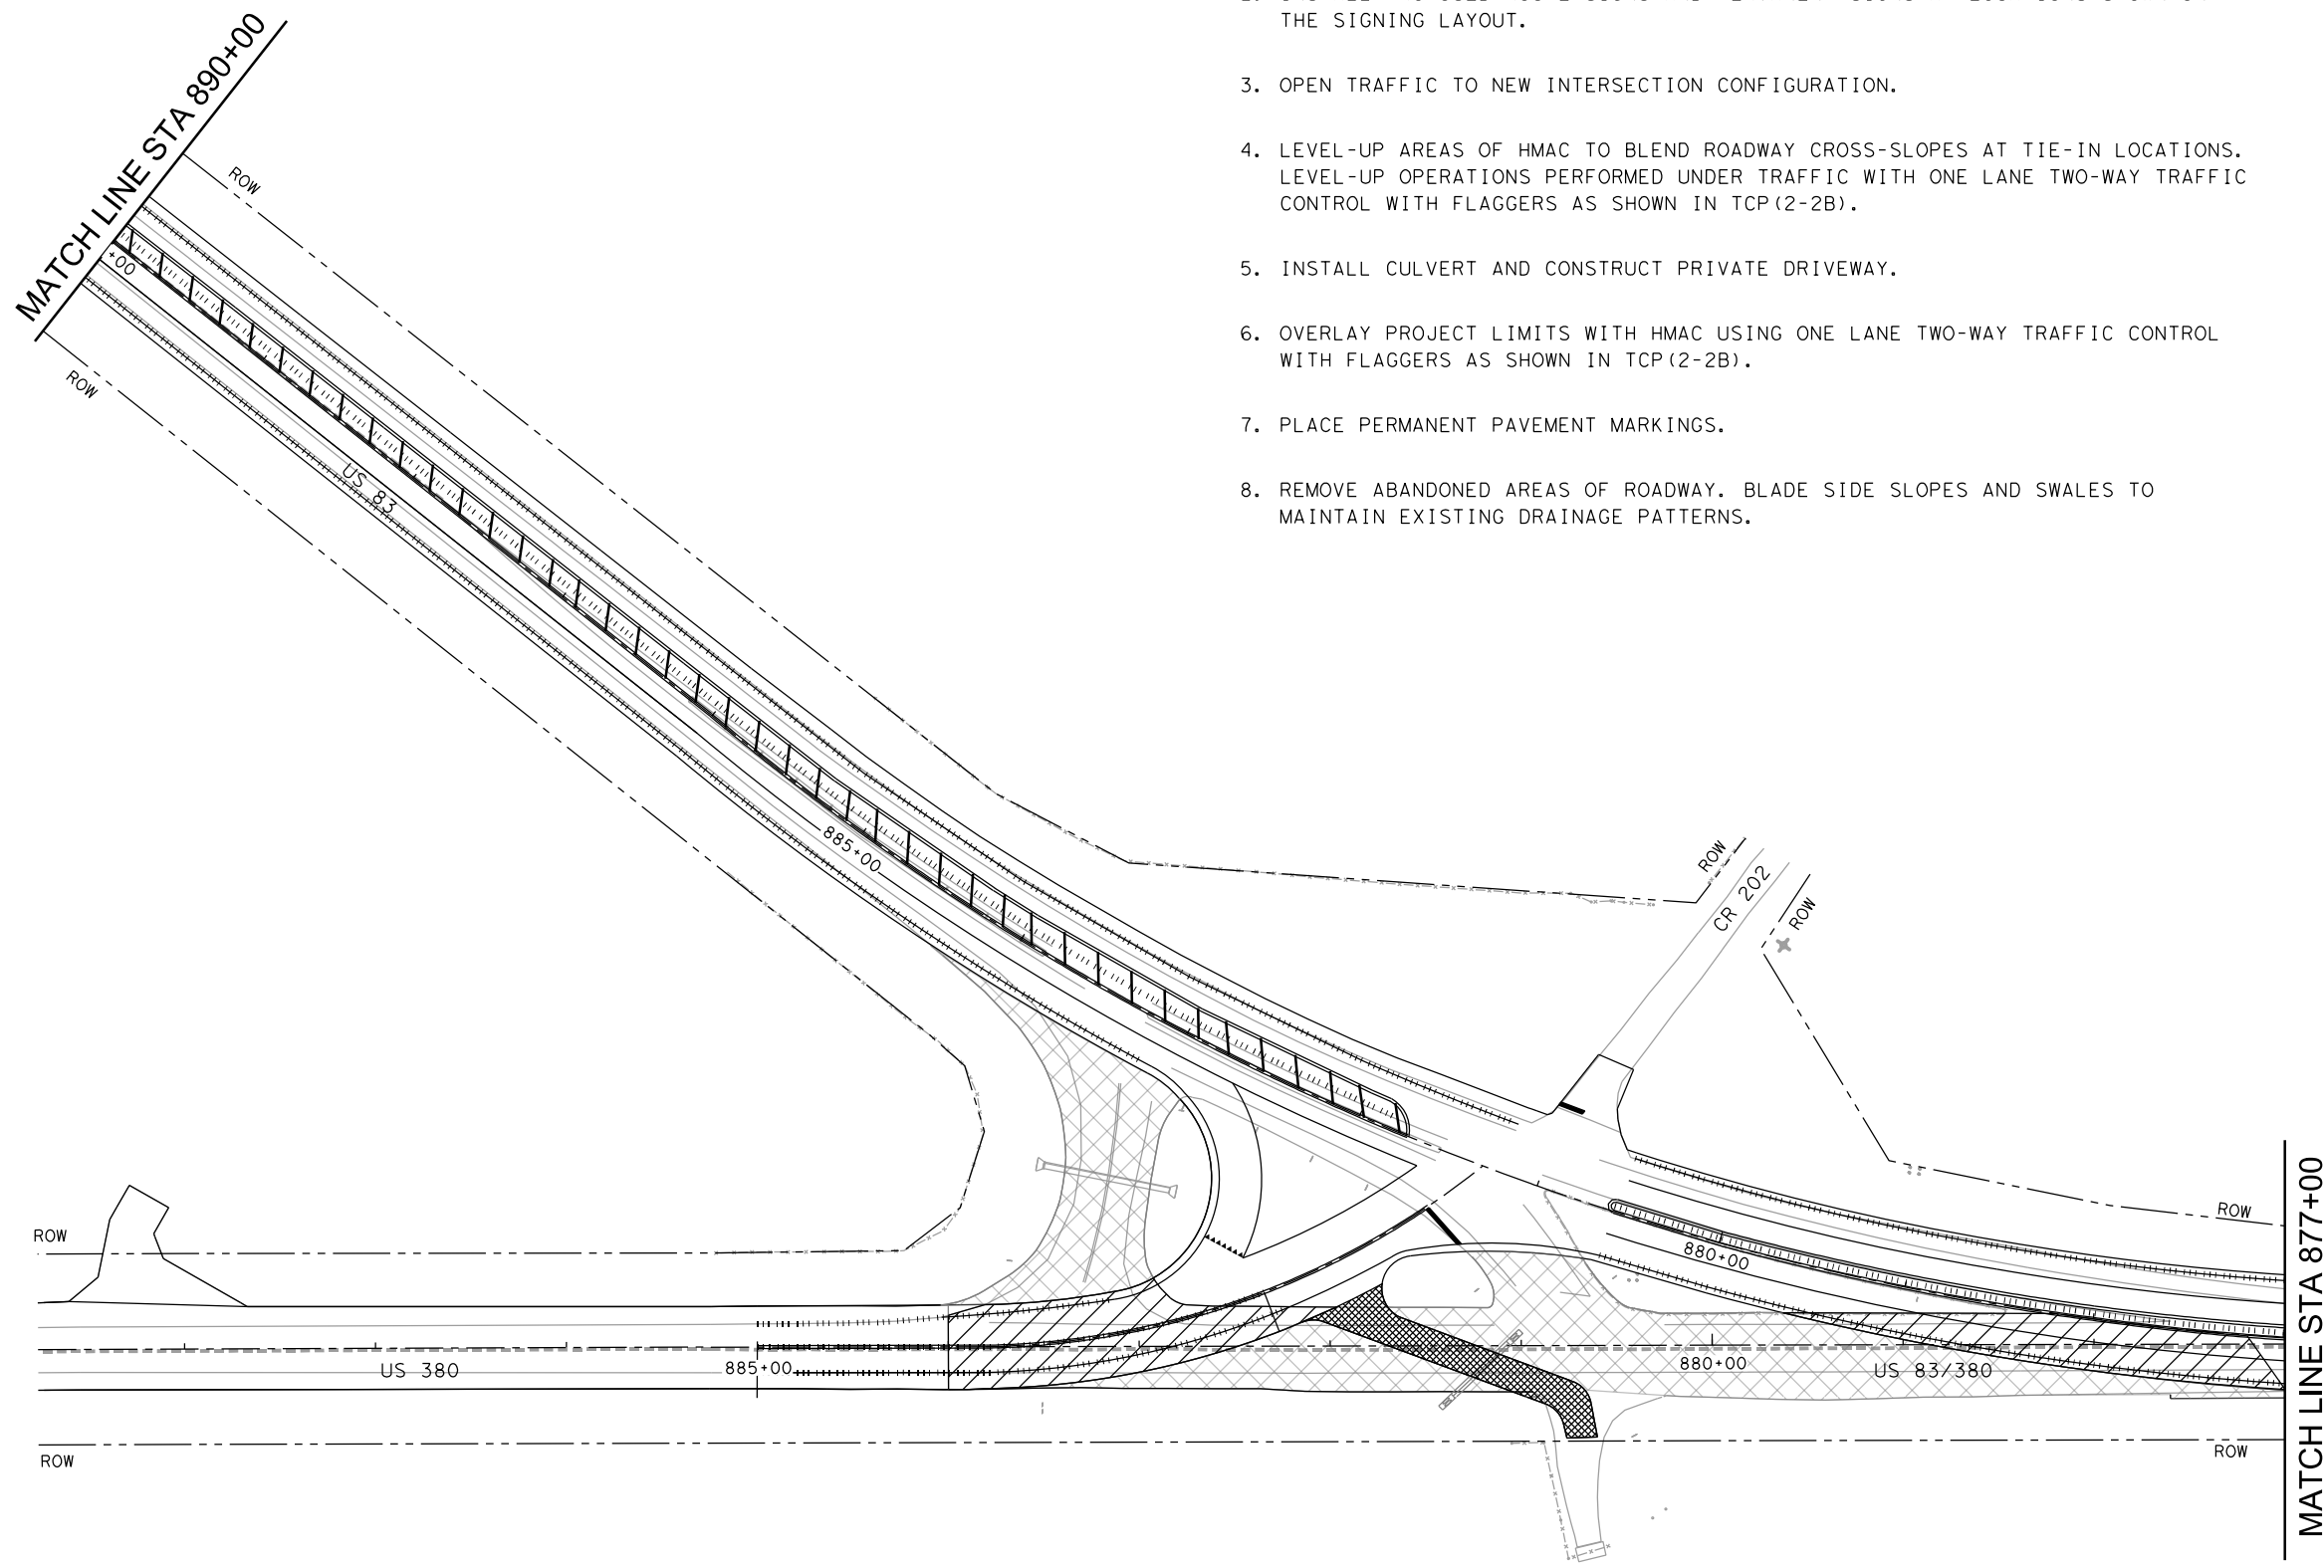 THE SIGNING LAYOUT.
3. OPEN TRAFFIC TO NEW INTERSECTION CONFIGURATION.
4. LEVEL-UP AREAS OF HMAC TO BLEND ROADWAY CROSS-SLOPES AT TIE-IN LOCATIONS.
LEVEL-UP OPERATIONS PERFORMED UNDER TRAFFIC WITH ONE LANE TWO-WAY TRAFFIC
CONTROL WITH FLAGGERS AS SHOWN IN TCP(2-2B).
5. INSTALL CULVERT AND CONSTRUCT PRIVATE DRIVEWAY.
6. OVERLAY PROJECT LIMITS WITH HMAC USING ONE LANE TWO-WAY TRAFFIC CONTROL
WITH FLAGGERS AS SHOWN IN TCP(2-2B).
7. PLACE PERMANENT PAVEMENT MARKINGS.
8. REMOVE ABANDONED AREAS OF ROADWAY. BLADE SIDE SLOPES AND SWALES TO
MAINTAIN EXISTING DRAINAGE PATTERNS.
MATCH LINE STA 890+00
ROW
+00
ROW
US 83
885+00
ROW
CR 202
ROW
ROW
ROW
880+00
US 380
885+00
880+00
US 83/380
ROW
ROW
MATCH LINE STA 877+00